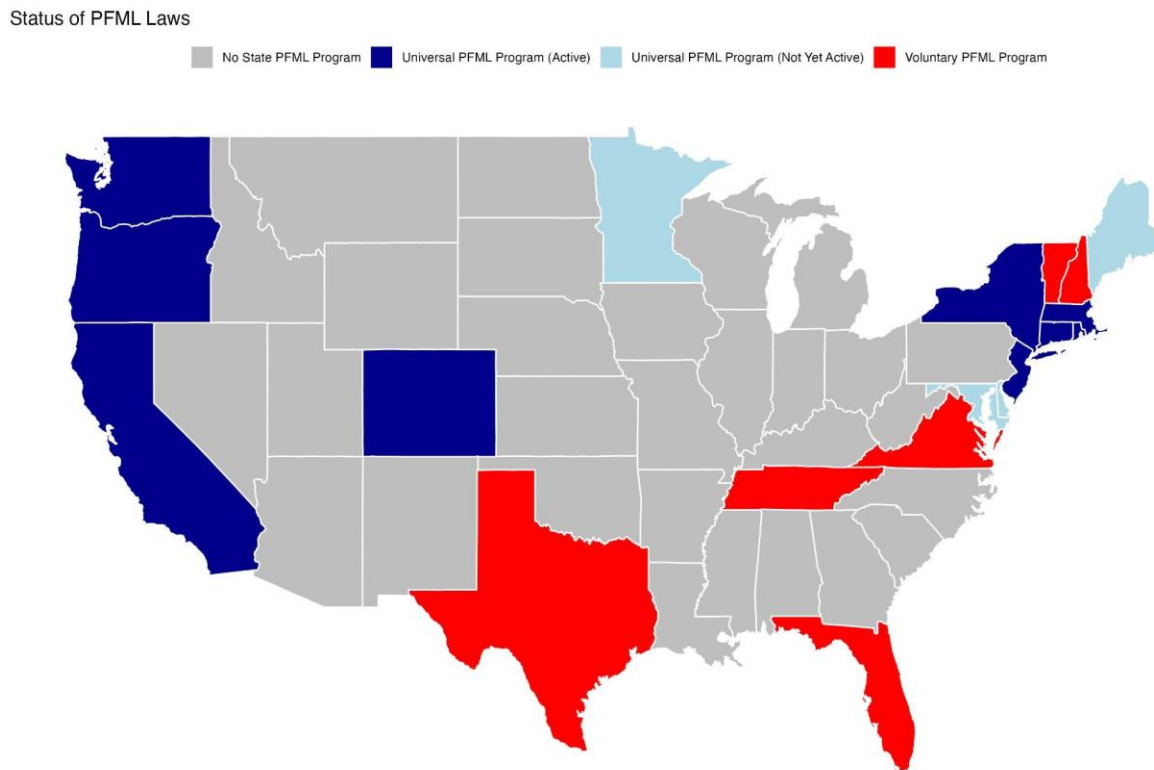 Status of PFML Laws
No State PFML Program Universal PFML Program (Active) Universal PFML Program (Not Yet Active) Voluntary PFML Program